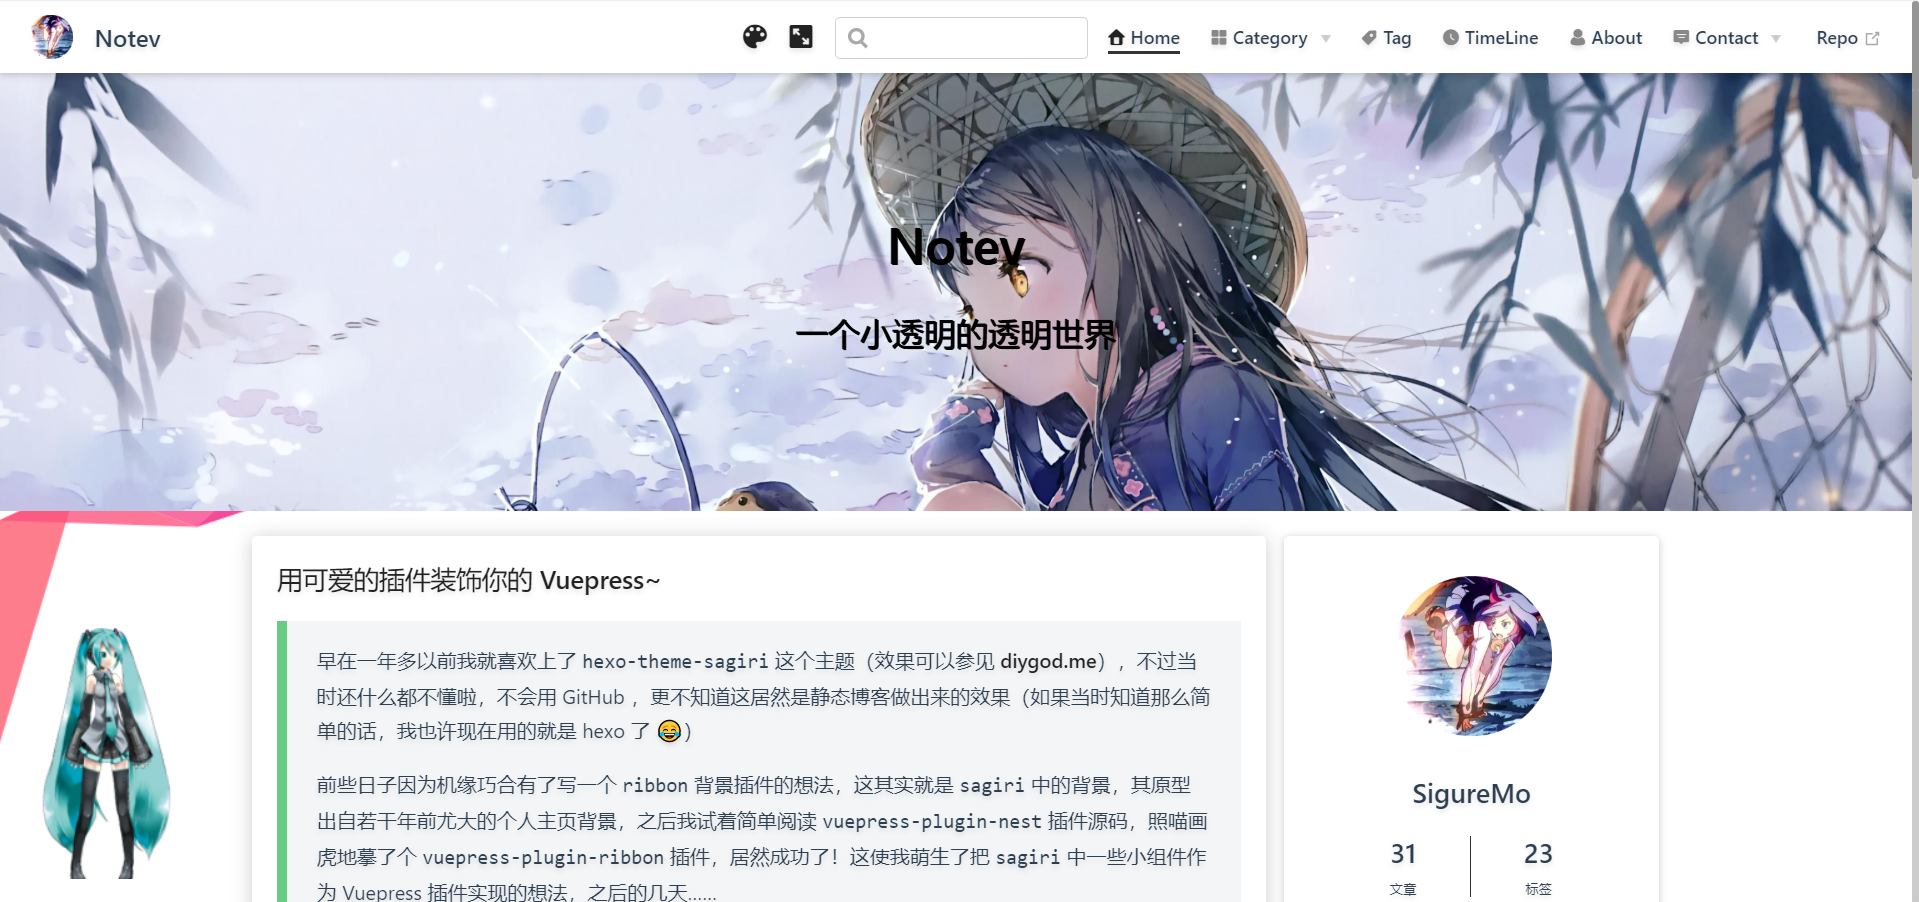 Notev
Home Category Tag TimeLine About Contact Repo
Notev
一个小透明的透明世界
用可爱的插件装饰你的 Vuepress~
早在一年多以前我就喜欢上了 hexo-theme-sagiri 这个主题（效果可以参见 diygod.me），不过当
时还什么都不懂啦，不会用 GitHub ，更不知道这居然是静态博客做出来的效果（如果当时知道那么简
单的话，我也许现在用的就是 hexo 了 😂）
前些日子因为机缘巧合有了写一个 ribbon 背景插件的想法，这其实就是 sagiri 中的背景，其原型
出自若干年前尤大的个人主页背景，之后我试着简单阅读 vuepress-plugin-nest 插件源码，照喵画
虎地摹了个 vuepress-plugin-ribbon 插件，居然成功了！这使我萌生了把 sagiri 中一些小组件作
为 Vuepress 插件实现的想法，之后的几天……
SigureMo
31 23
文章 标签